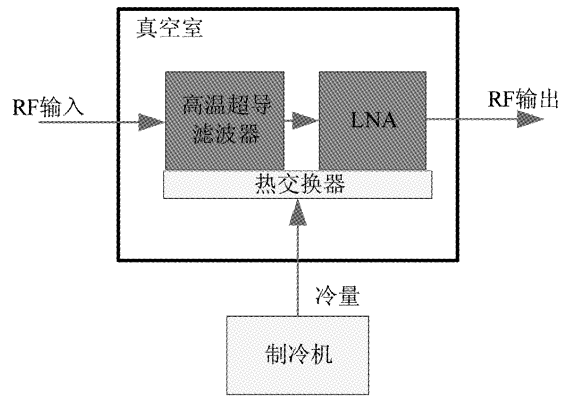 真空室
RF输入
高温超导
滤波器
LNA
RF输出
热交换器
冷量
制冷机